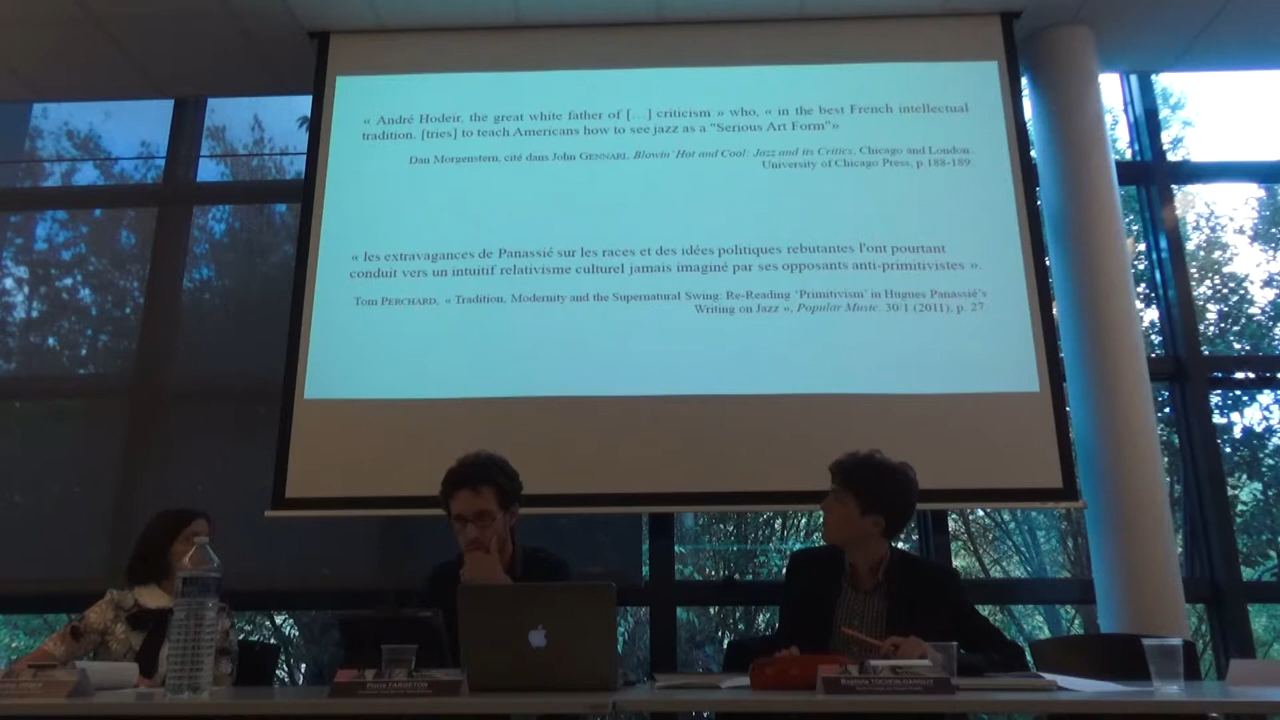 « André Hodeir, the great white father of [...] criticism » who, « in the best French intellectual
tradition, [tries] to teach Americans how to see jazz as a "Serious Art Form"»
Dan Morgenstern, cité dans John GENNARI, Blowin' Hot and Cool: Jazz and its Critics, Chicago and London:
University of Chicago Press, p.188-189.
« les extravagances de Panassié sur les races et des idées politiques rebutantes l'ont pourtant
conduit vers un intuitif relativisme culturel jamais imaginé par ses opposants anti-primitivistes ».
Tom PERCHARD, « Tradition, Modernity and the Supernatural Swing: Re-Reading 'Primitivism' in Hugues Panassié's
Writing on Jazz », Popular Music. 30/1 (2011), p. 27.
Pierre FARGETON